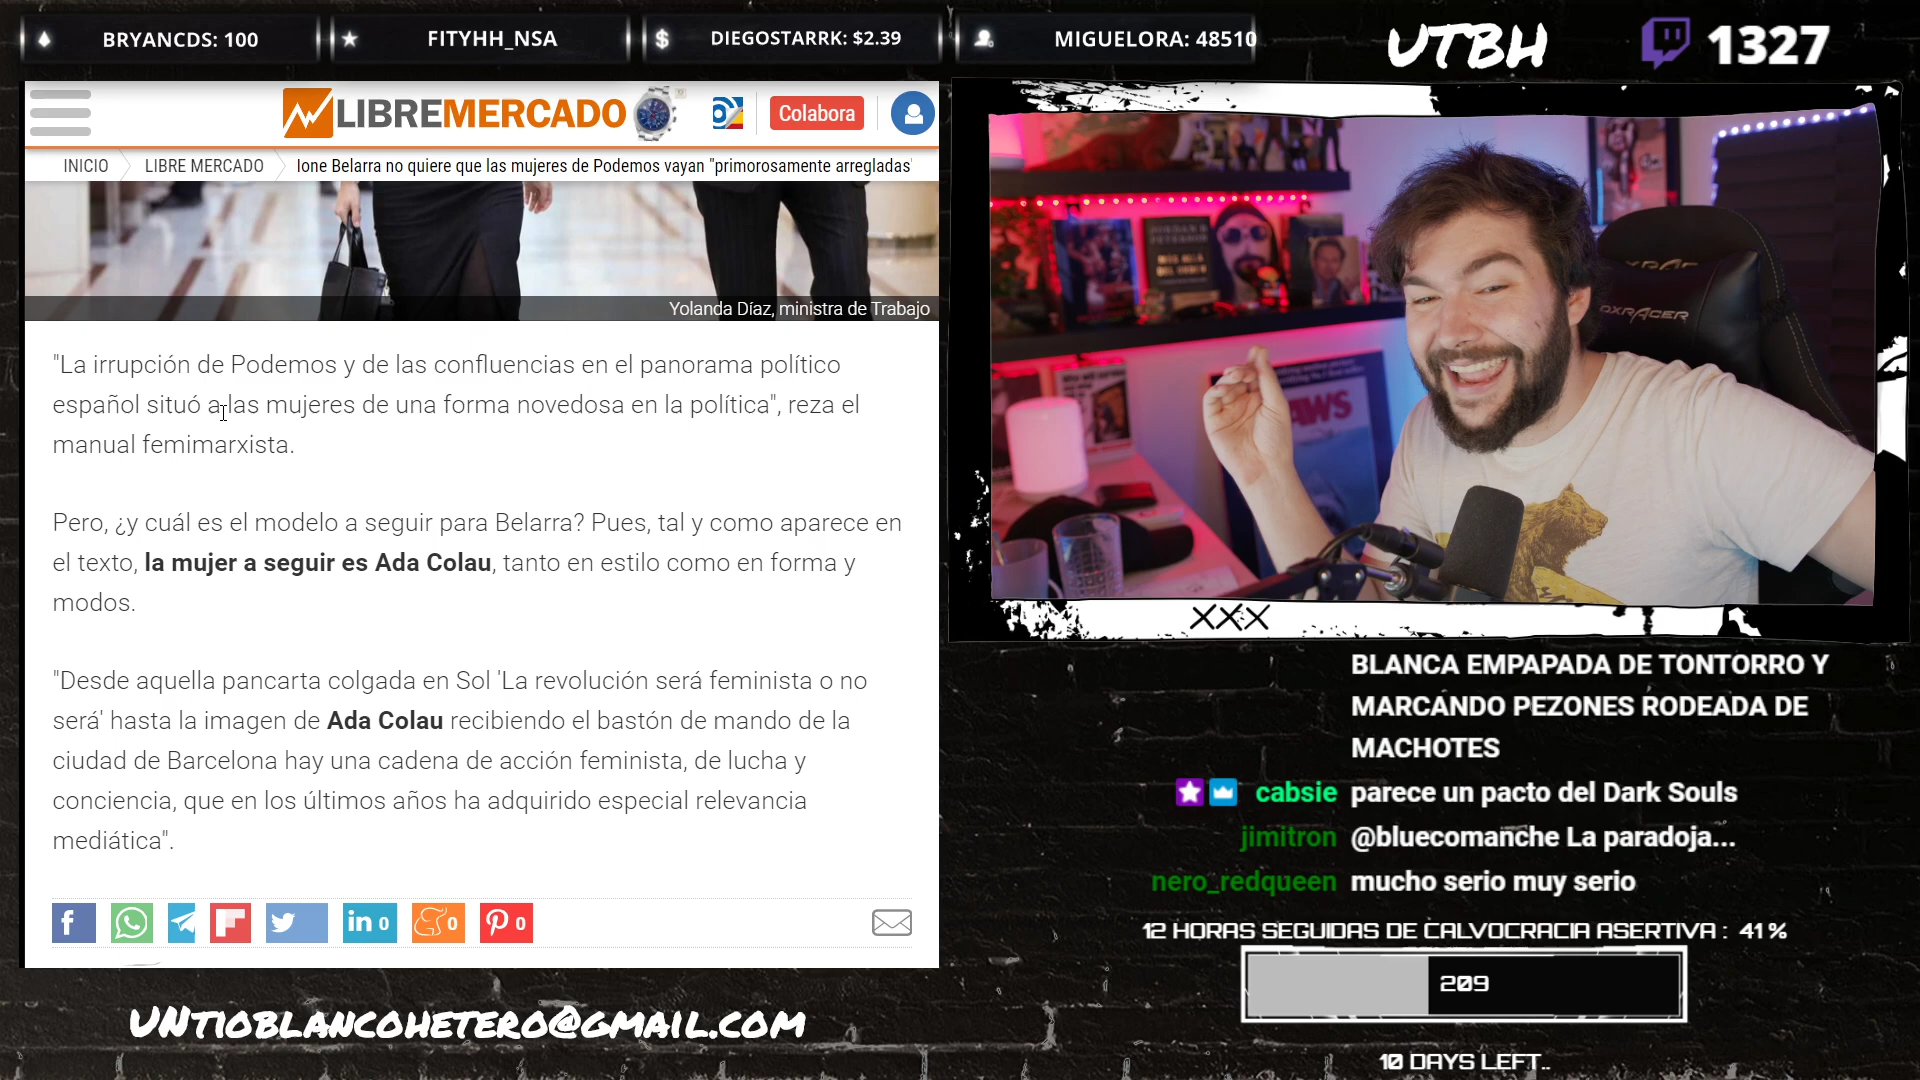 BRYANCDS: 100
FITYHH_NSA
$
DIEGOSTARRK: $2.39
MIGUELORA: 48510
UTBH
1327
LIBREMERCADO
Colabora
INICIO
LIBRE MERCADO
Ione Belarra no quiere que las mujeres de Podemos vayan "primorosamente arregladas"
Yolanda Díaz, ministra de Trabajo
"La irrupción de Podemos y de las confluencias en el panorama político
español situó a las mujeres de una forma novedosa en la política", reza el
manual femimarxista.
Pero, ¿y cuál es el modelo a seguir para Belarra? Pues, tal y como aparece en
el texto, la mujer a seguir es Ada Colau, tanto en estilo como en forma y
modos.
"Desde aquella pancarta colgada en Sol 'La revolución será feminista o no
será' hasta la imagen de Ada Colau recibiendo el bastón de mando de la
ciudad de Barcelona hay una cadena de acción feminista, de lucha y
conciencia, que en los últimos años ha adquirido especial relevancia
mediática".
0
0
0
UNTIOBLANCOHETERO@GMAIL.COM
JORDAN B.
PETERSON
MÁS ALLÁ
DEL ORDEN
JAWS
DXRACER
XXX
BLANCA EMPAPADA DE TONTORRO Y
MARCANDO PEZONES RODEADA DE
MACHOTES
cabsie parece un pacto del Dark Souls
jimitron @bluecomanche La paradoja...
nero_redqueen mucho serio muy serio
12 HORAS SEGUIDAS DE CALVOCRACIA ASERTIVA : 41%
209
10 DAYS LEFT..